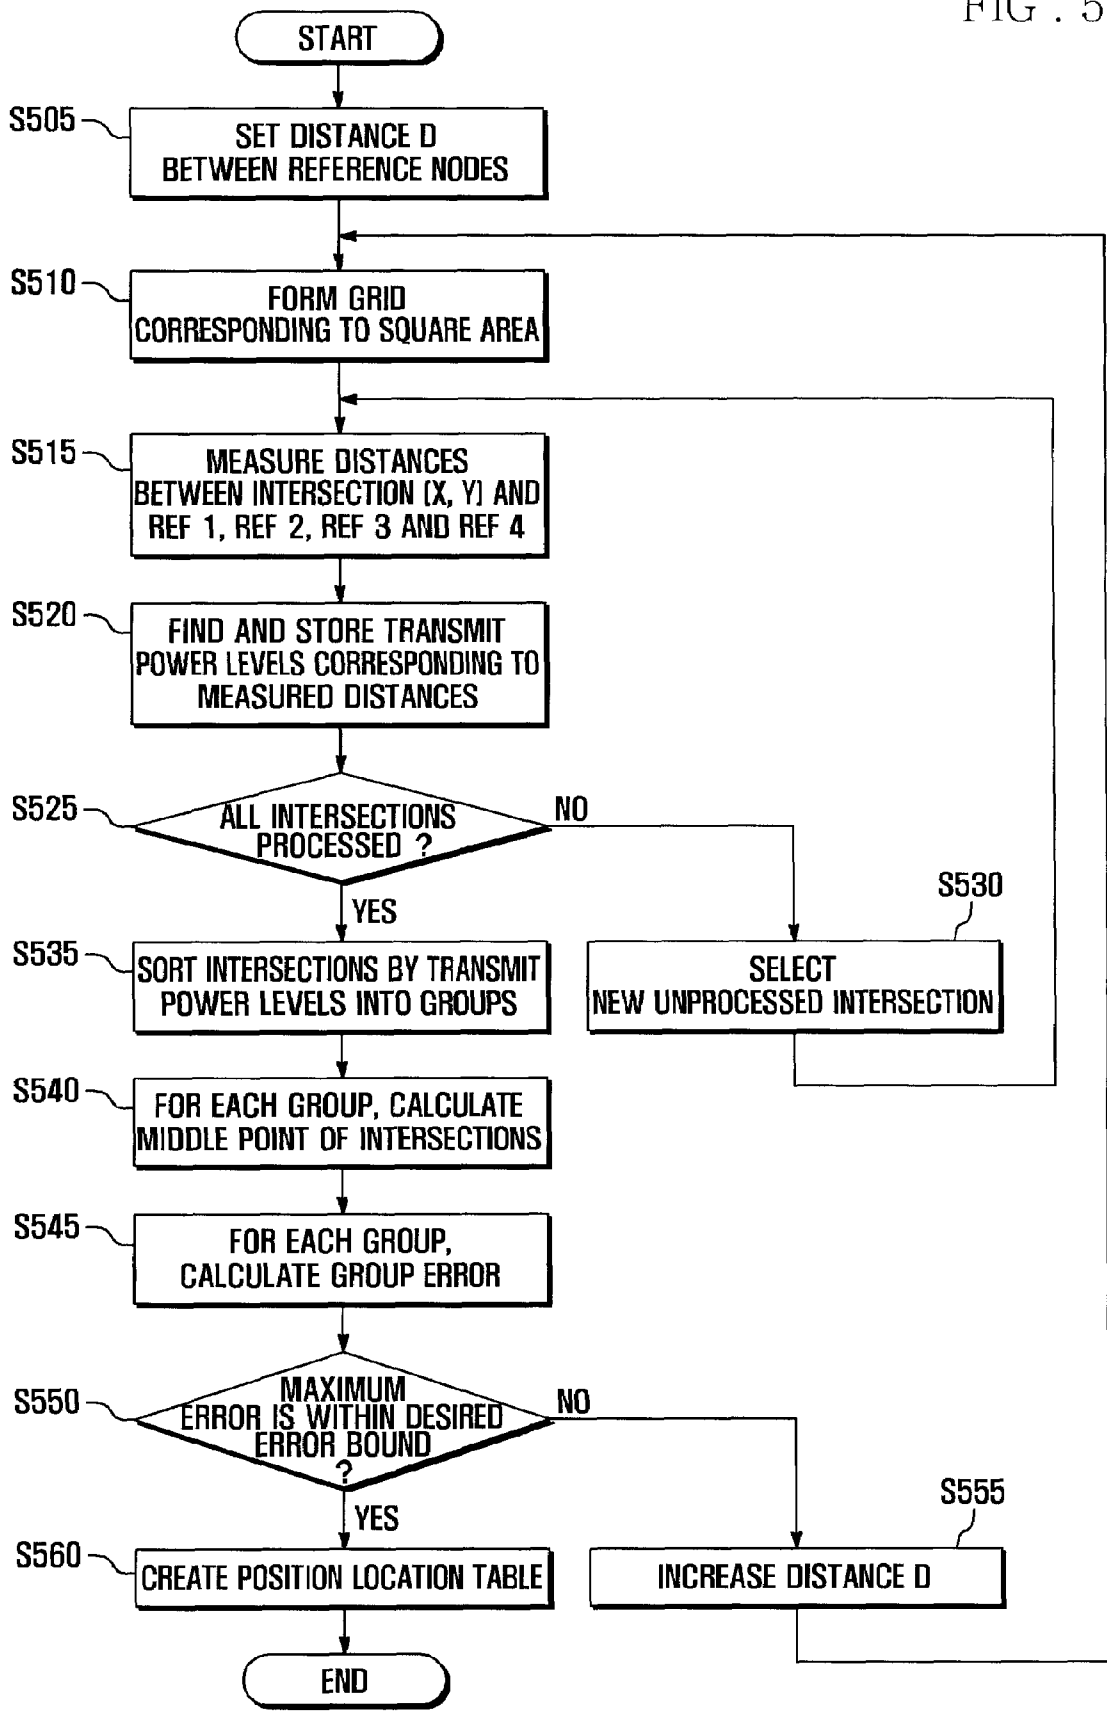 FIG . 5
START
S505
SET DISTANCE D
BETWEEN REFERENCE NODES
S510
FORM GRID
CORRESPONDING TO SQUARE AREA
S515
MEASURE DISTANCES
BETWEEN INTERSECTION (X, Y) AND
REF 1, REF 2, REF 3 AND REF 4
S520
FIND AND STORE TRANSMIT
POWER LEVELS CORRESPONDING TO
MEASURED DISTANCES
S525
ALL INTERSECTIONS
PROCESSED ?
NO
YES
S530
SELECT
NEW UNPROCESSED INTERSECTION
S535
SORT INTERSECTIONS BY TRANSMIT
POWER LEVELS INTO GROUPS
S540
FOR EACH GROUP, CALCULATE
MIDDLE POINT OF INTERSECTIONS
S545
FOR EACH GROUP,
CALCULATE GROUP ERROR
S550
MAXIMUM
ERROR IS WITHIN DESIRED
ERROR BOUND
?
NO
YES
S555
INCREASE DISTANCE D
S560
CREATE POSITION LOCATION TABLE
END